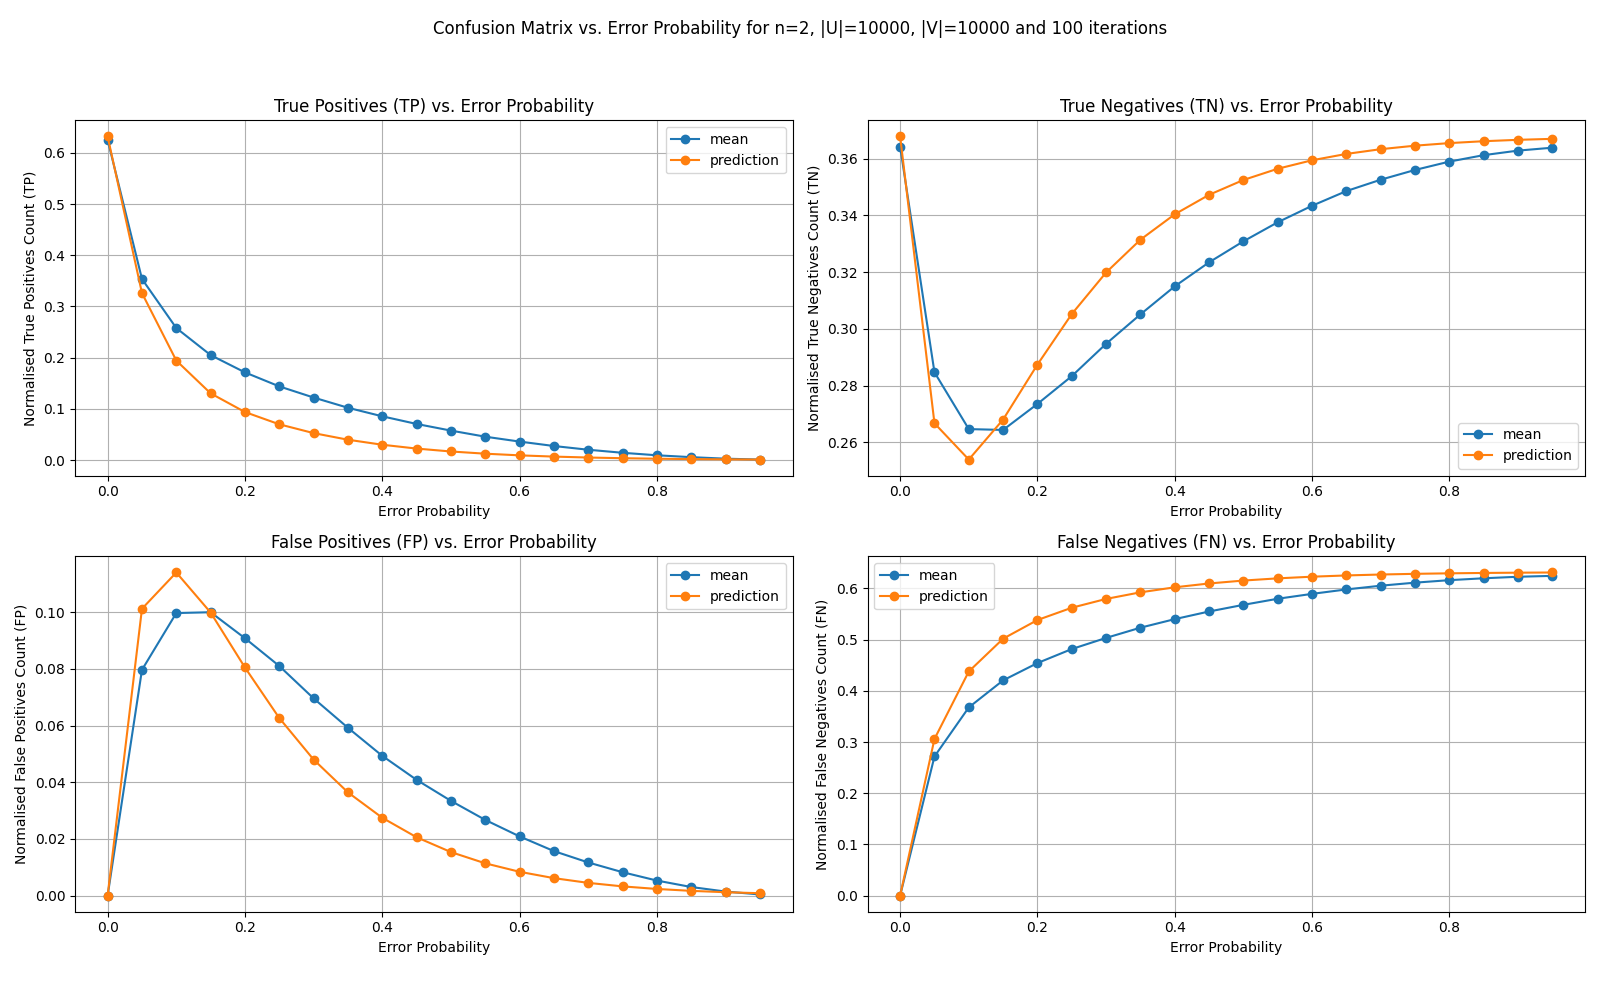 Confusion Matrix vs. Error Probability for n=2, |U|=10000, |V|=10000 and 100 iterations
True Positives (TP) vs. Error Probability
Normalised True Positives Count (TP)
0.6
0.5
0.4
0.3
0.2
0.1
0.0
mean
prediction
0.0 0.2 0.4 0.6 0.8
Error Probability
True Negatives (TN) vs. Error Probability
Normalised True Negatives Count (TN)
0.36
0.34
0.32
0.30
0.28
0.26
mean
prediction
0.0 0.2 0.4 0.6 0.8
Error Probability
False Positives (FP) vs. Error Probability
Normalised False Positives Count (FP)
0.10
0.08
0.06
0.04
0.02
0.00
mean
prediction
0.0 0.2 0.4 0.6 0.8
Error Probability
False Negatives (FN) vs. Error Probability
Normalised False Negatives Count (FN)
0.6
0.5
0.4
0.3
0.2
0.1
0.0
mean
prediction
0.0 0.2 0.4 0.6 0.8
Error Probability